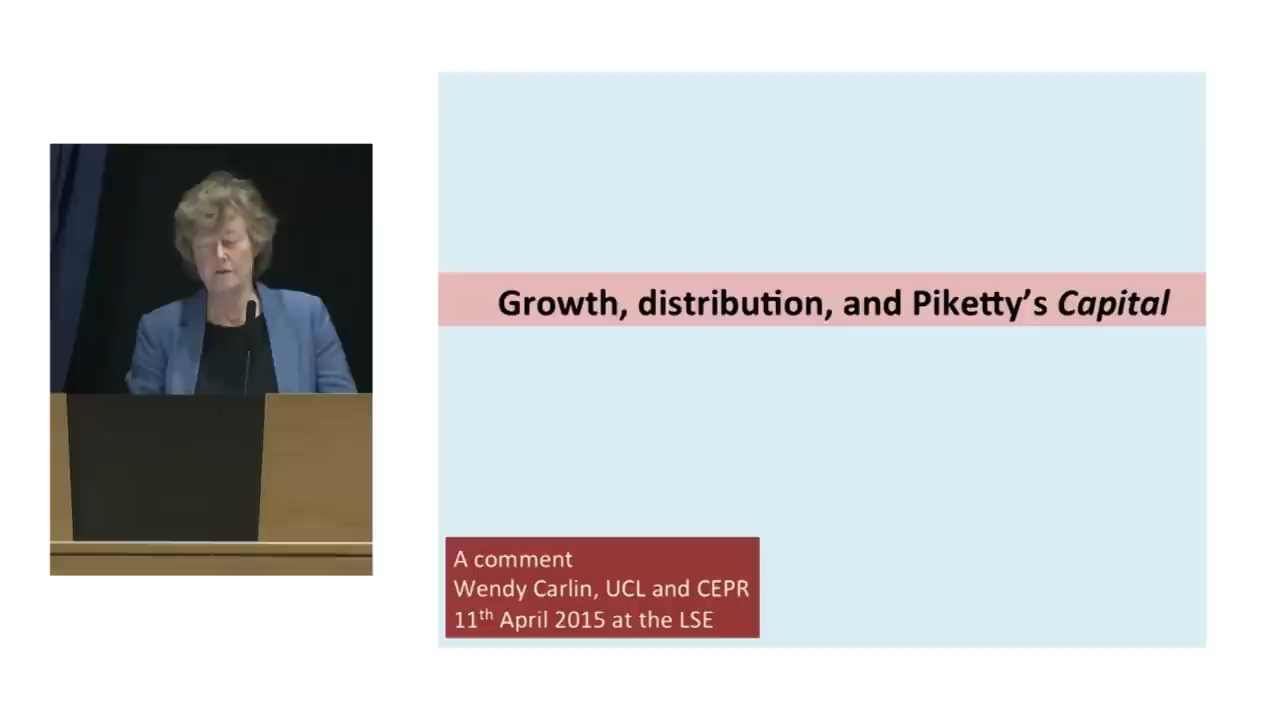 Growth, distribution, and Piketty's Capital
A comment
Wendy Carlin, UCL and CEPR
11th April 2015 at the LSE